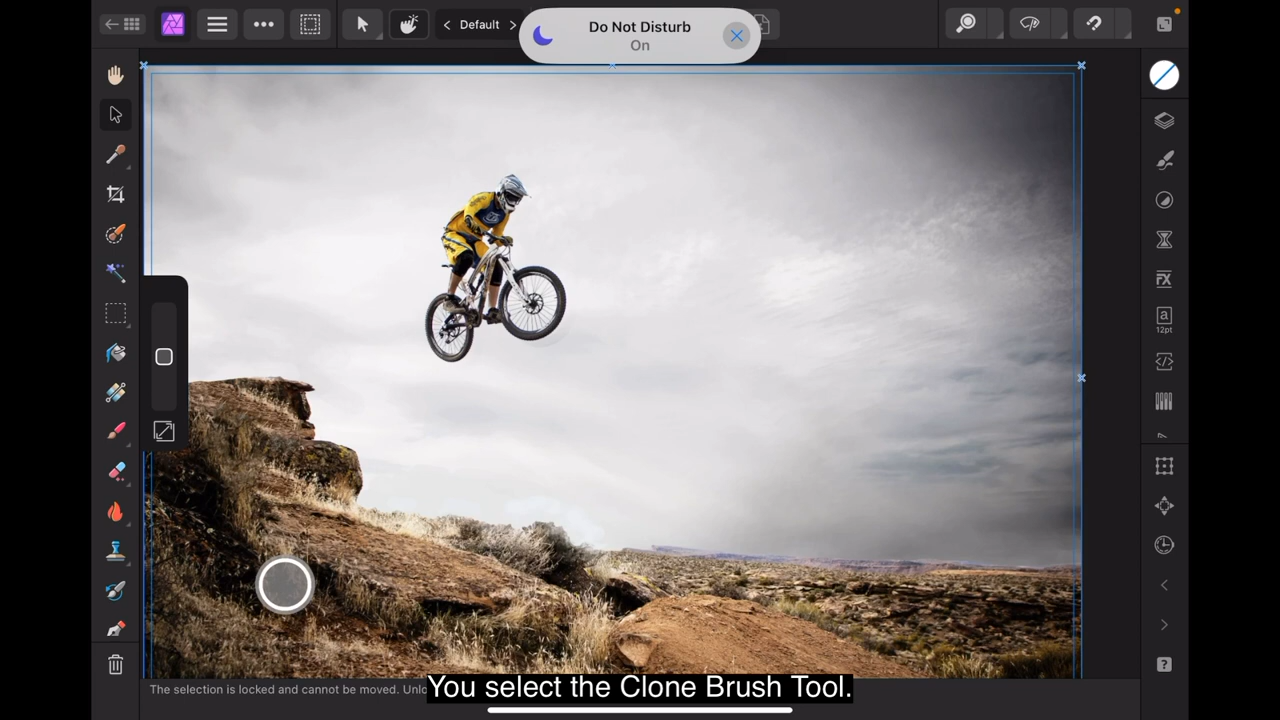 Do Not Disturb
On
Default
a
12pt
FX
The selection is locked and cannot be moved. Unlo
You select the Clone Brush Tool.